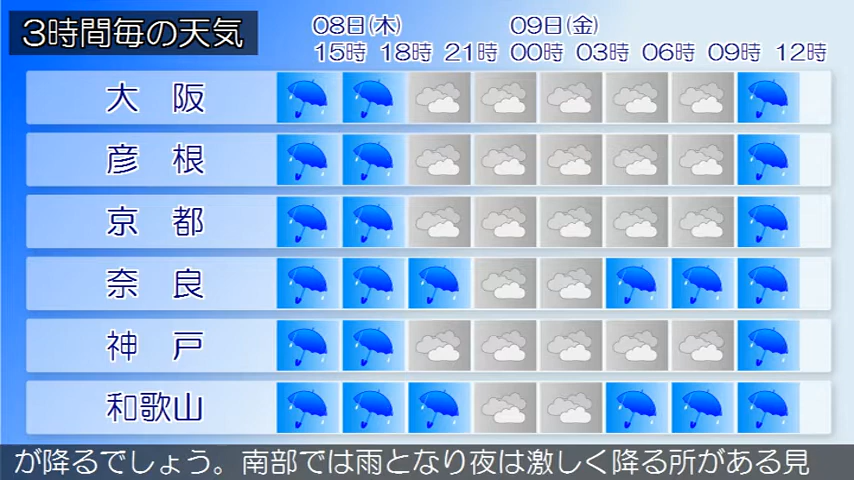 3時間毎の天気
08日(木) 09日(金)
15時 18時 21時 00時 03時 06時 09時 12時
大 阪
彦 根
京 都
奈 良
神 戸
和歌山
が降るでしょう。南部では雨となり夜は激しく降る所がある見